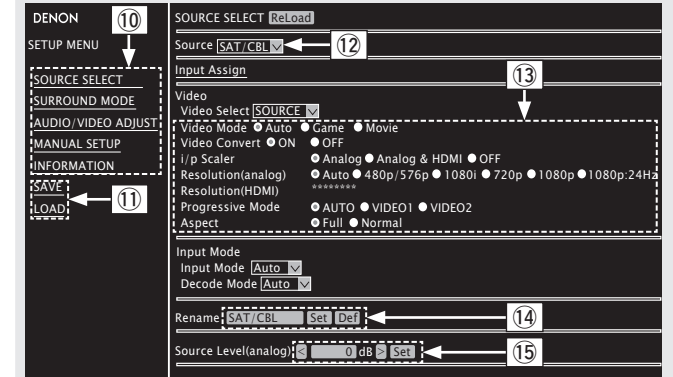 DENON
⑩
SETUP MENU
SOURCE SELECT
SURROUND MODE
AUDIO/VIDEO ADJUST
MANUAL SETUP
INFORMATION
SAVE
LOAD
⑪
SOURCE SELECT ReLoad
Source SAT/CBL
⑫
Input Assign
⑬
Video
Video Select SOURCE
Video Mode Auto Game Movie
Video Convert ON OFF
i/p Scaler Analog Analog & HDMI OFF
Resolution(analog) Auto 480p/576p 1080i 720p 1080p 1080p:24Hz
Resolution(HDMI) ********
Progressive Mode AUTO VIDEO1 VIDEO2
Aspect Full Normal
Input Mode
Input Mode Auto
Decode Mode Auto
Rename SAT/CBL Set Def
⑭
Source Level(analog) < 0 dB > Set
⑮